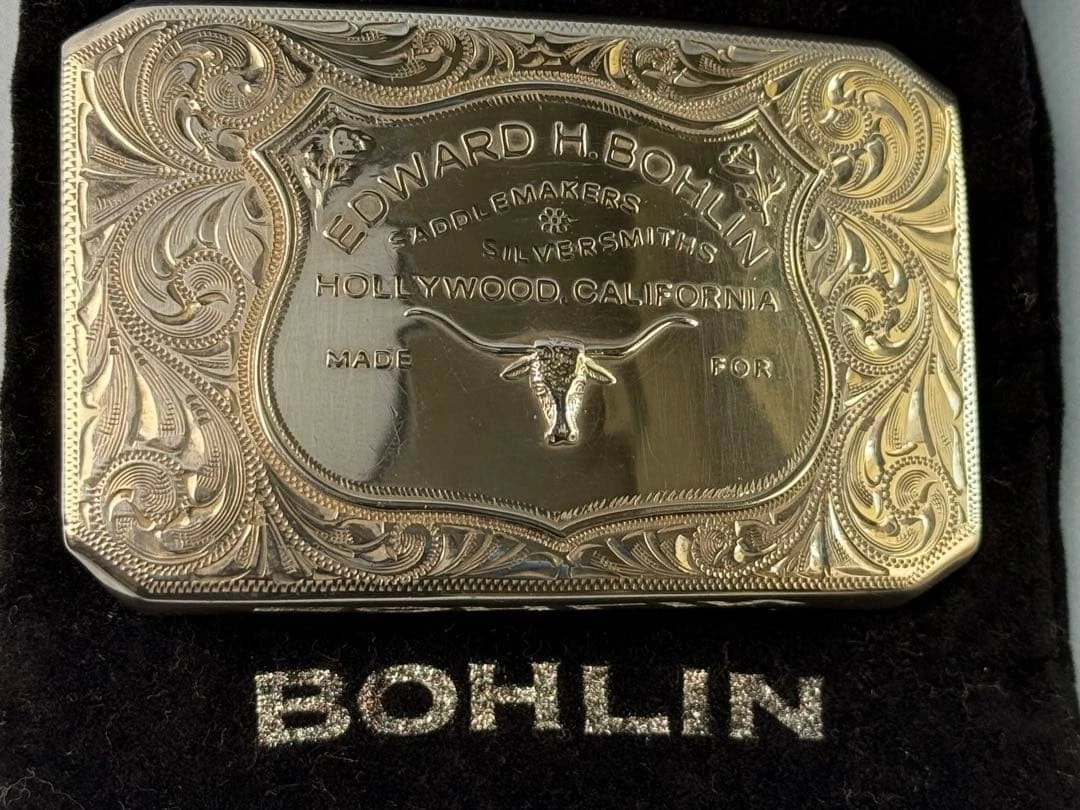 EDWARD H. BOHLIN
SADDLEMAKERS
SILVERSMITHS
HOLLYWOOD, CALIFORNIA
MADE FOR
BOHLIN